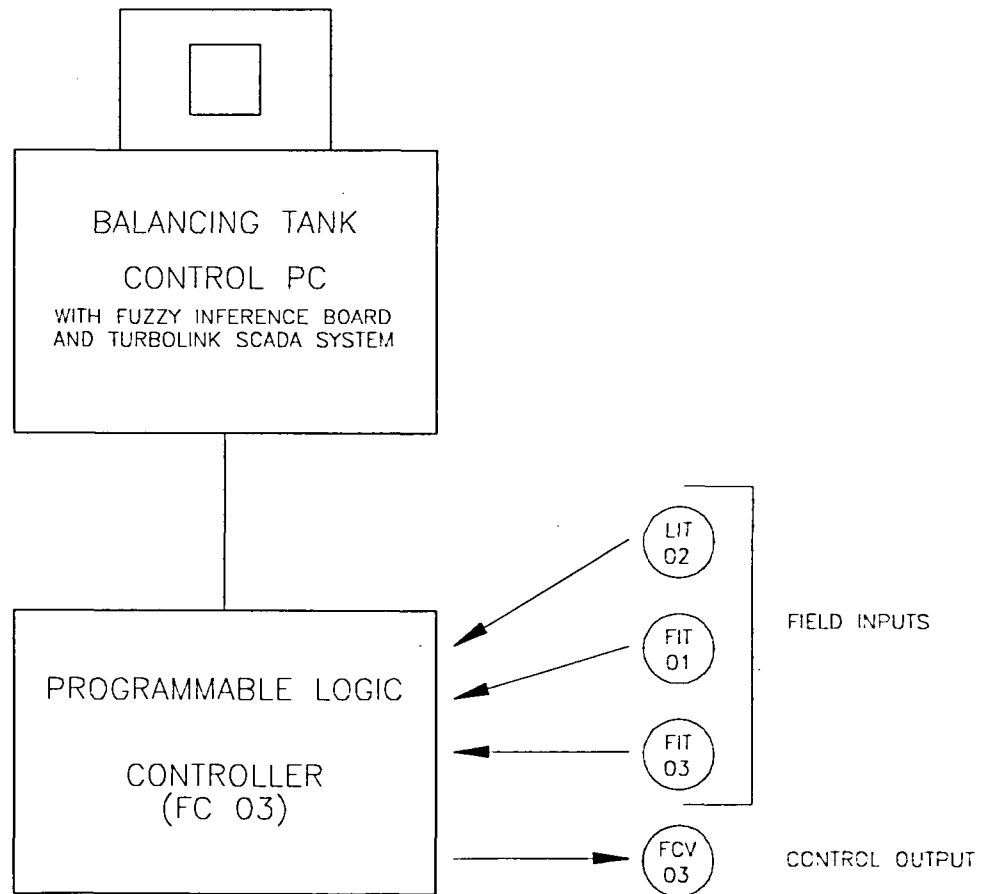 BALANCING TANK
CONTROL PC
WITH FUZZY INFERENCE BOARD
AND TURBOLINK SCADA SYSTEM
LIT
02
FIT
01
FIELD INPUTS
PROGRAMMABLE LOGIC
CONTROLLER
(FC 03)
FIT
03
FCV
03
CONTROL OUTPUT